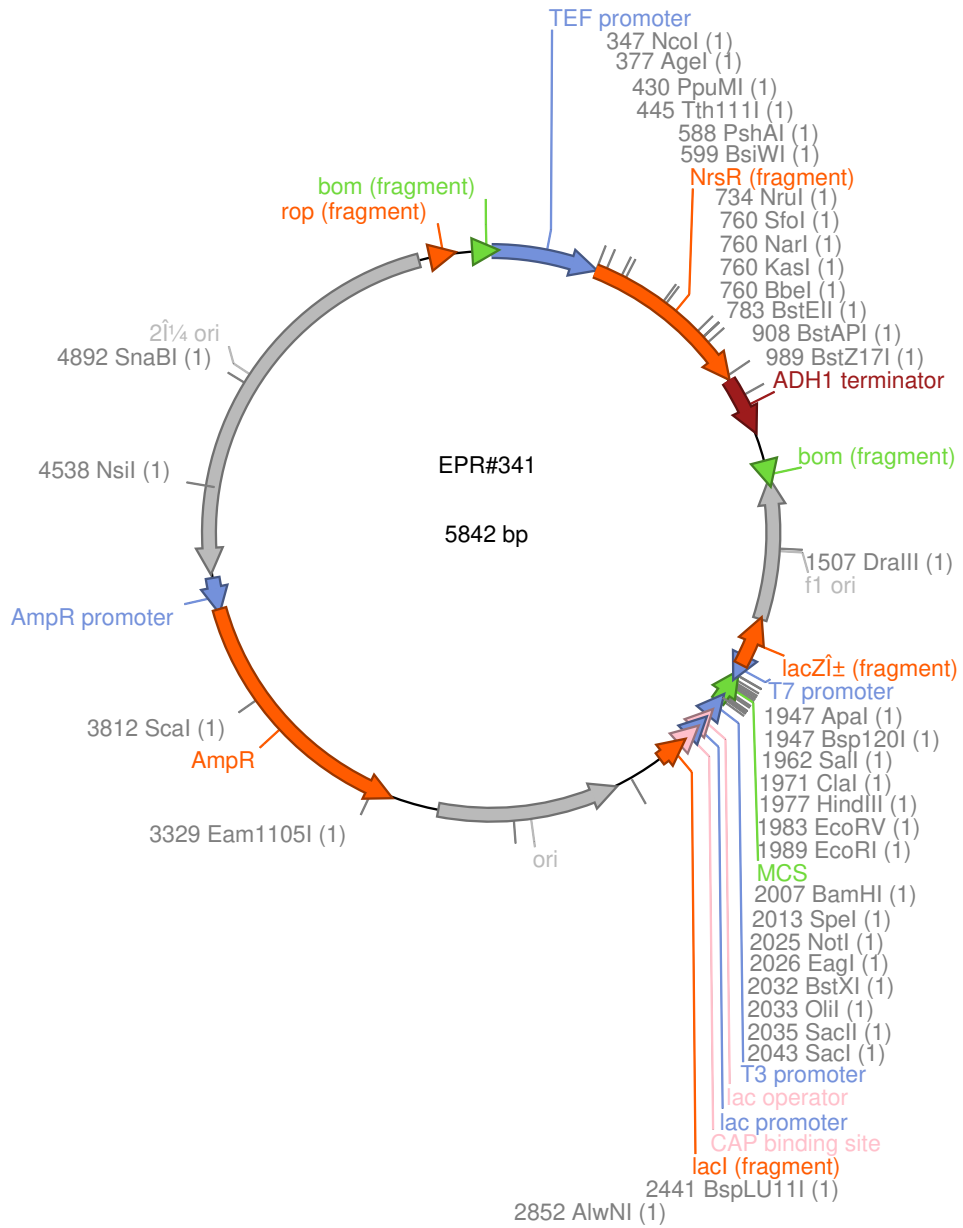 TEF promoter
347 NcoI (1)
377 AgeI (1)
430 PpuMI (1)
445 Tth111I (1)
588 PshAI (1)
599 BsiWI (1)
NrsR (fragment)
734 NruI (1)
760 SfoI (1)
760 NarI (1)
760 KasI (1)
760 BbeI (1)
783 BstEII (1)
908 BstAPI (1)
989 BstZ17I (1)
ADH1 terminator
bom (fragment)
rop (fragment)
2Î¼ ori
4892 SnaBI (1)
4538 NsiI (1)
EPR#341
5842 bp
bom (fragment)
1507 DraIII (1)
f1 ori
AmpR promoter
lacZÎ± (fragment)
T7 promoter
3812 ScaI (1)
AmpR
3329 Eam1105I (1)
ori
1947 ApaI (1)
1947 Bsp120I (1)
1962 SalI (1)
1971 ClaI (1)
1977 HindIII (1)
1983 EcoRV (1)
1989 EcoRI (1)
MCS
2007 BamHI (1)
2013 SpeI (1)
2025 NotI (1)
2026 EagI (1)
2032 BstXI (1)
2033 OliI (1)
2035 SacII (1)
2043 SacI (1)
T3 promoter
lac operator
lac promoter
CAP binding site
lacI (fragment)
2441 BspLU11I (1)
2852 AlwNI (1)